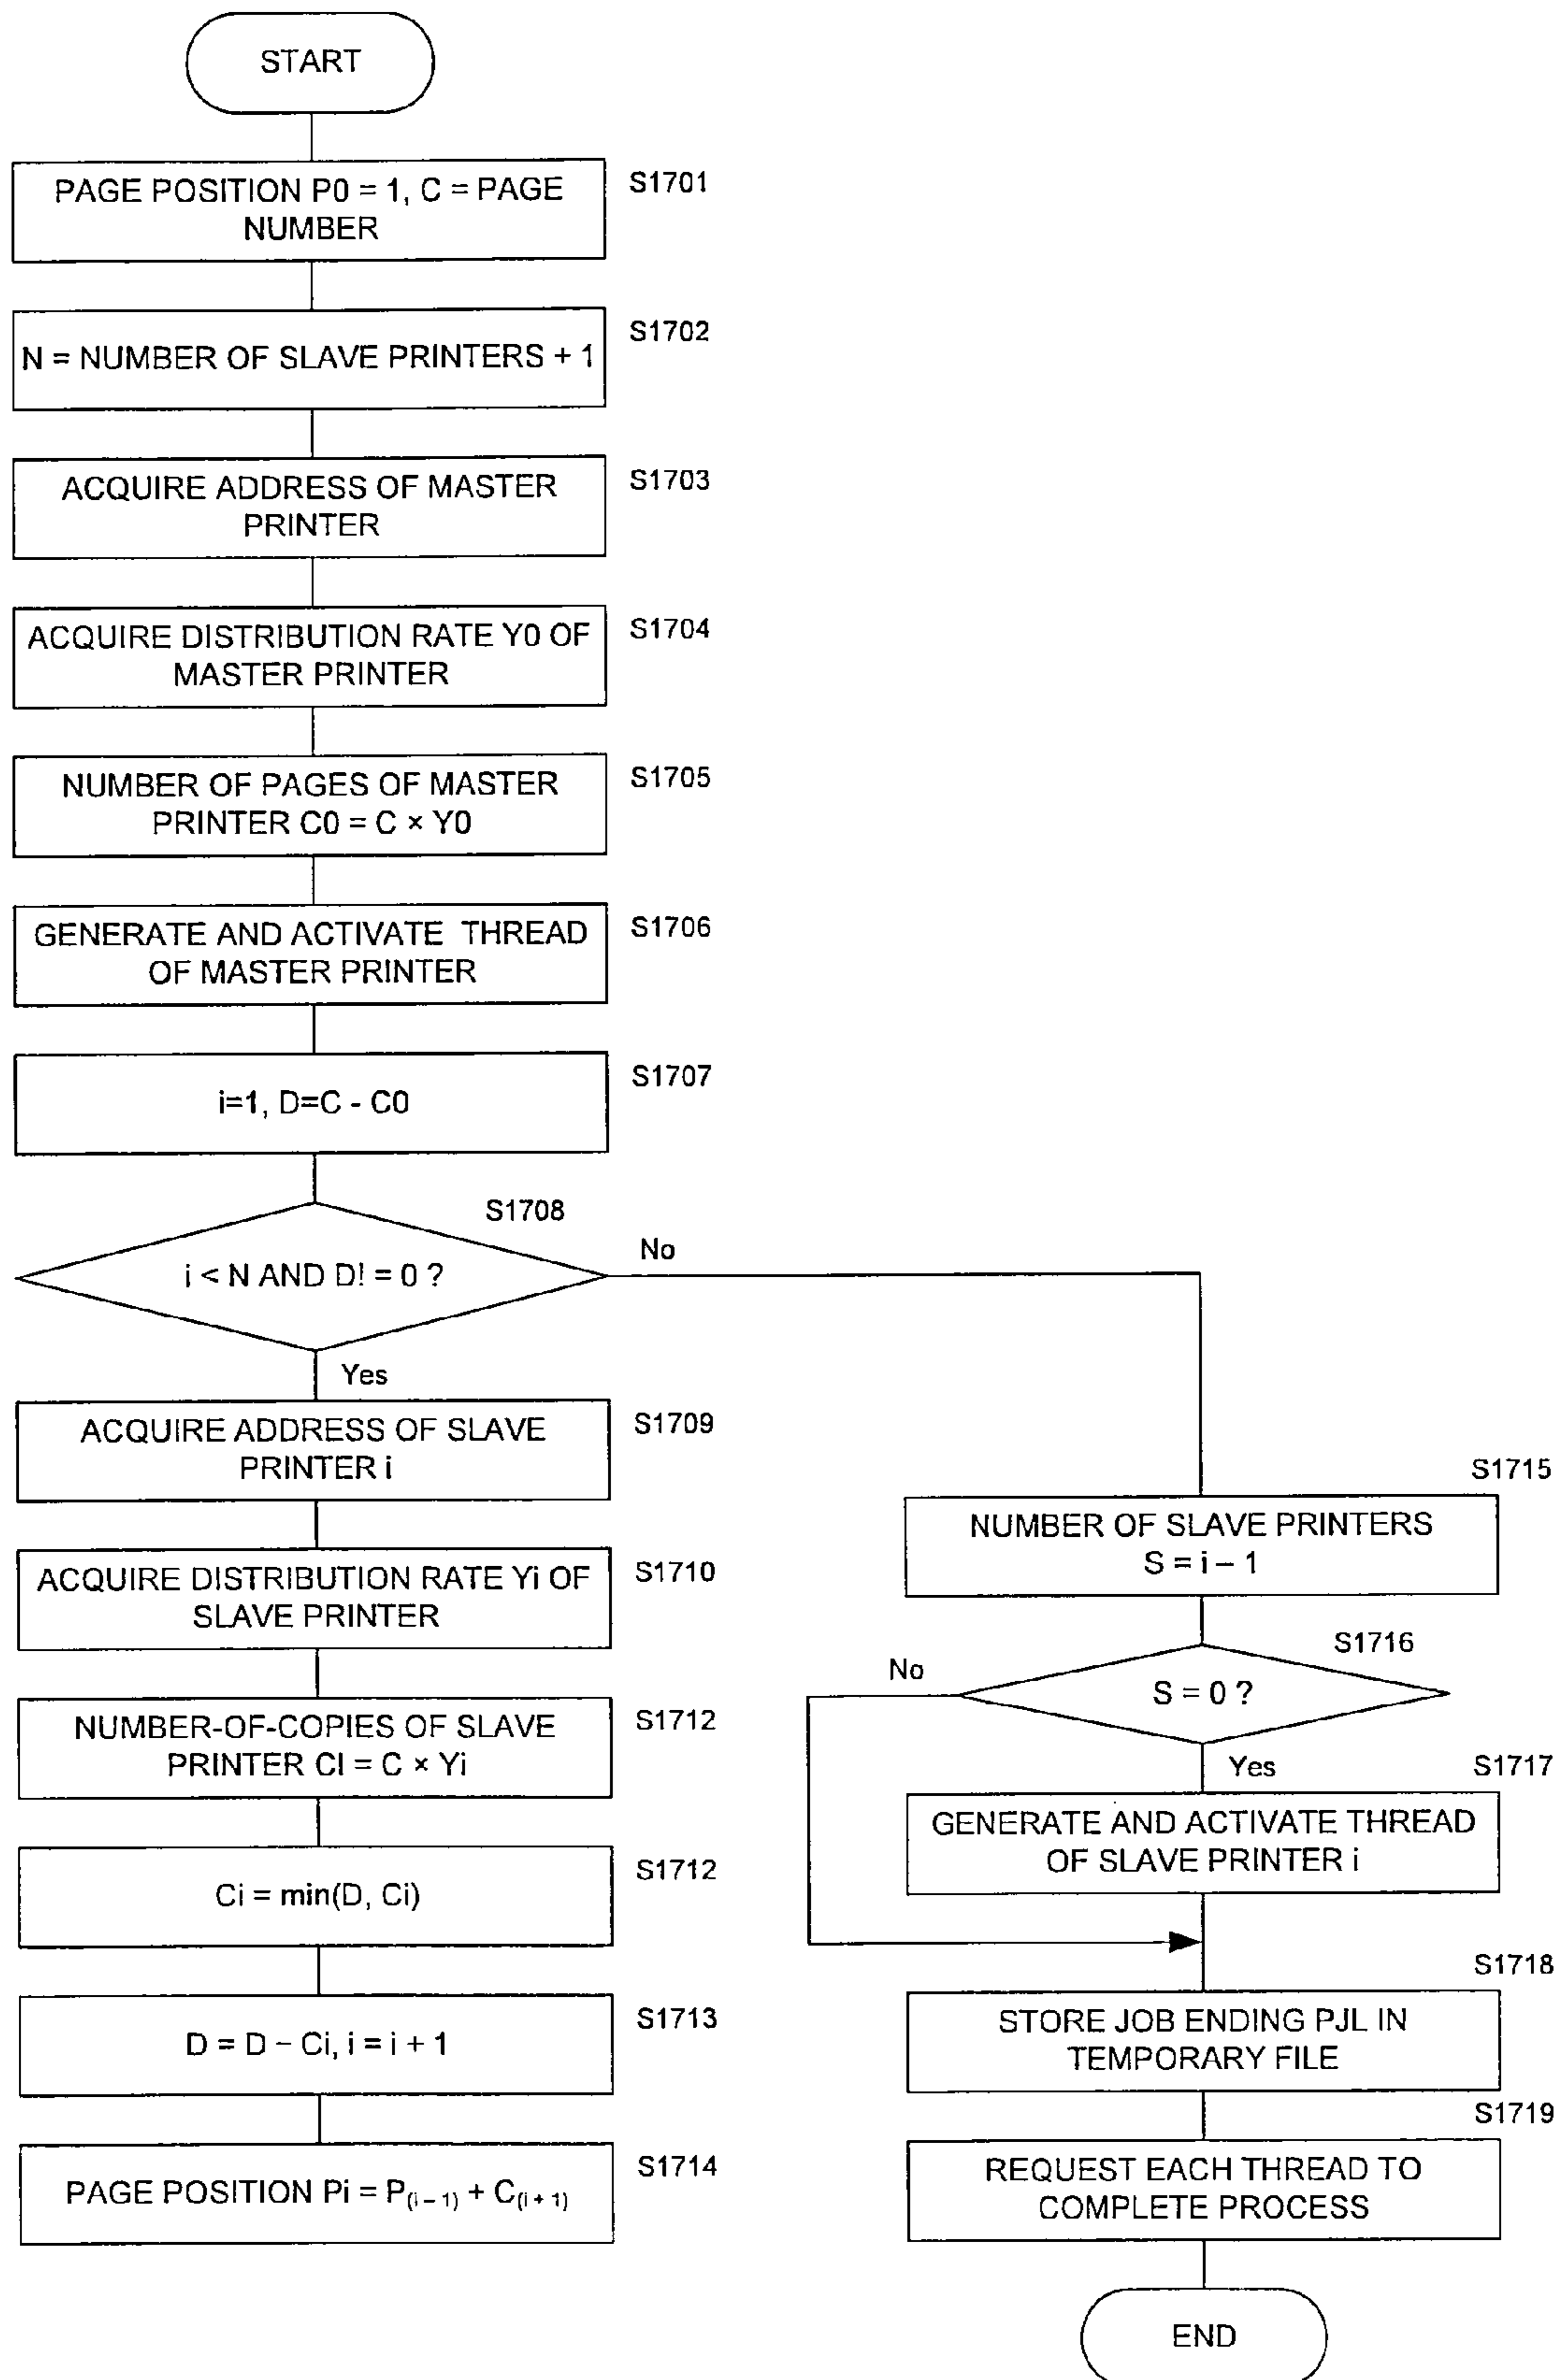 START
PAGE POSITION P0 = 1, C = PAGE
NUMBER
S1701
N = NUMBER OF SLAVE PRINTERS + 1
S1702
ACQUIRE ADDRESS OF MASTER
PRINTER
S1703
ACQUIRE DISTRIBUTION RATE Y0 OF
MASTER PRINTER
S1704
NUMBER OF PAGES OF MASTER
PRINTER C0 = C × Y0
S1705
GENERATE AND ACTIVATE THREAD
OF MASTER PRINTER
S1706
i=1, D=C - C0
S1707
S1708
i < N AND D! = 0 ?
No
Yes
ACQUIRE ADDRESS OF SLAVE
PRINTER i
S1709
ACQUIRE DISTRIBUTION RATE Yi OF
SLAVE PRINTER
S1710
NUMBER-OF-COPIES OF SLAVE
PRINTER CI = C × Yi
S1712
Ci = min(D, Ci)
S1712
D = D – Ci, i = i + 1
S1713
PAGE POSITION Pi = P(i – 1) + C(i + 1)
S1714
S1715
NUMBER OF SLAVE PRINTERS
S = i – 1
S1716
No
S = 0 ?
Yes
S1717
GENERATE AND ACTIVATE THREAD
OF SLAVE PRINTER i
S1718
STORE JOB ENDING PJL IN
TEMPORARY FILE
S1719
REQUEST EACH THREAD TO
COMPLETE PROCESS
END